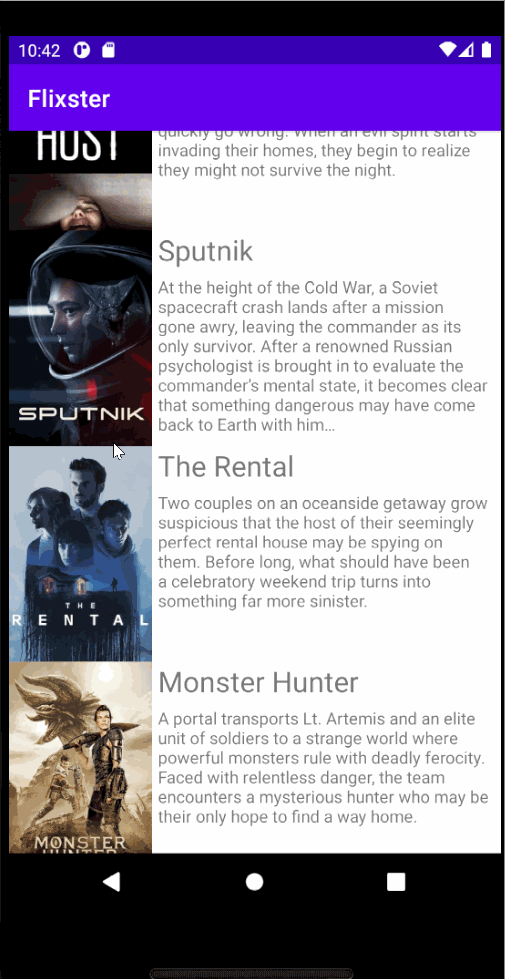 10:42
Flixster
HOST
quickly go wrong. When an evil spirit starts
invading their homes, they begin to realize
they might not survive the night.
Sputnik
At the height of the Cold War, a Soviet
spacecraft crash lands after a mission
gone awry, leaving the commander as its
only survivor. After a renowned Russian
psychologist is brought in to evaluate the
commander's mental state, it becomes clear
that something dangerous may have come
back to Earth with him…
SPUTNIK
The Rental
Two couples on an oceanside getaway grow
suspicious that the host of their seemingly
perfect rental house may be spying on
them. Before long, what should have been
a celebratory weekend trip turns into
something far more sinister.
THE
RENTAL
Monster Hunter
A portal transports Lt. Artemis and an elite
unit of soldiers to a strange world where
powerful monsters rule with deadly ferocity.
Faced with relentless danger, the team
encounters a mysterious hunter who may be
their only hope to find a way home.
MONSTER
HUNTER